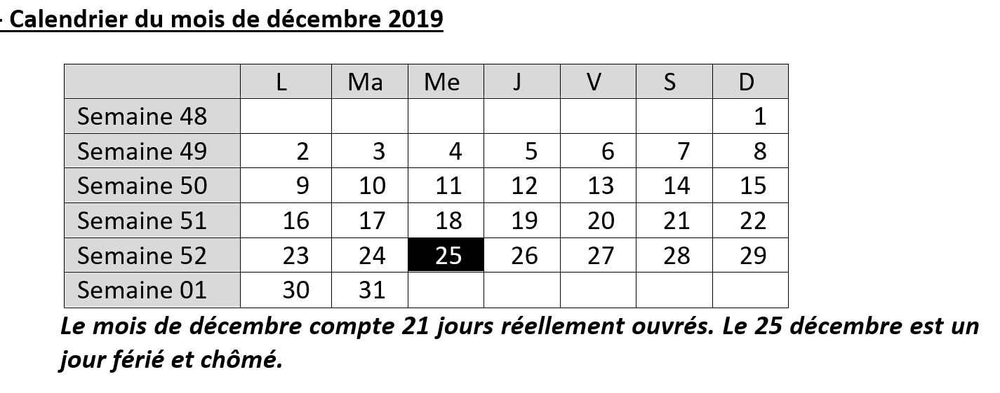 - Calendrier du mois de décembre 2019
L Ma Me J V S D
Semaine 48 1
Semaine 49 2 3 4 5 6 7 8
Semaine 50 9 10 11 12 13 14 15
Semaine 51 16 17 18 19 20 21 22
Semaine 52 23 24 25 26 27 28 29
Semaine 01 30 31
Le mois de décembre compte 21 jours réellement ouvrés. Le 25 décembre est un
jour férié et chômé.